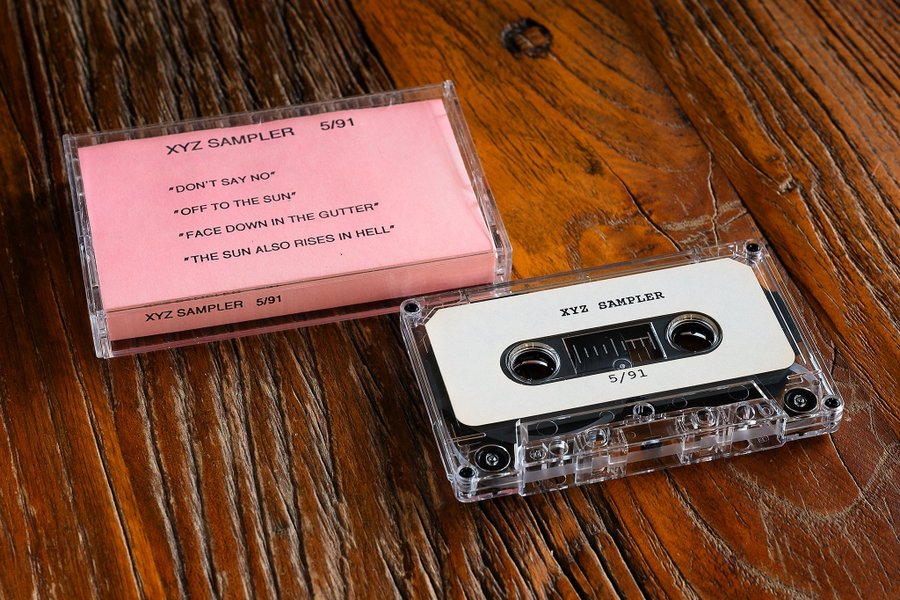 XYZ SAMPLER 5/91
"DON'T SAY NO"
"OFF TO THE SUN"
"FACE DOWN IN THE GUTTER"
"THE SUN ALSO RISES IN HELL"
XYZ SAMPLER 5/91
XYZ SAMPLER
5/91